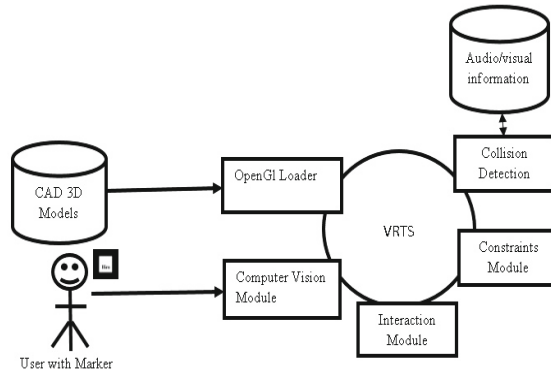 Audio/visual
information
OpenGl Loader
Collision
Detection
CAD 3D
Models
VRTS
Constraints
Module
Computer Vision
Module
Interaction
Module
User with Marker